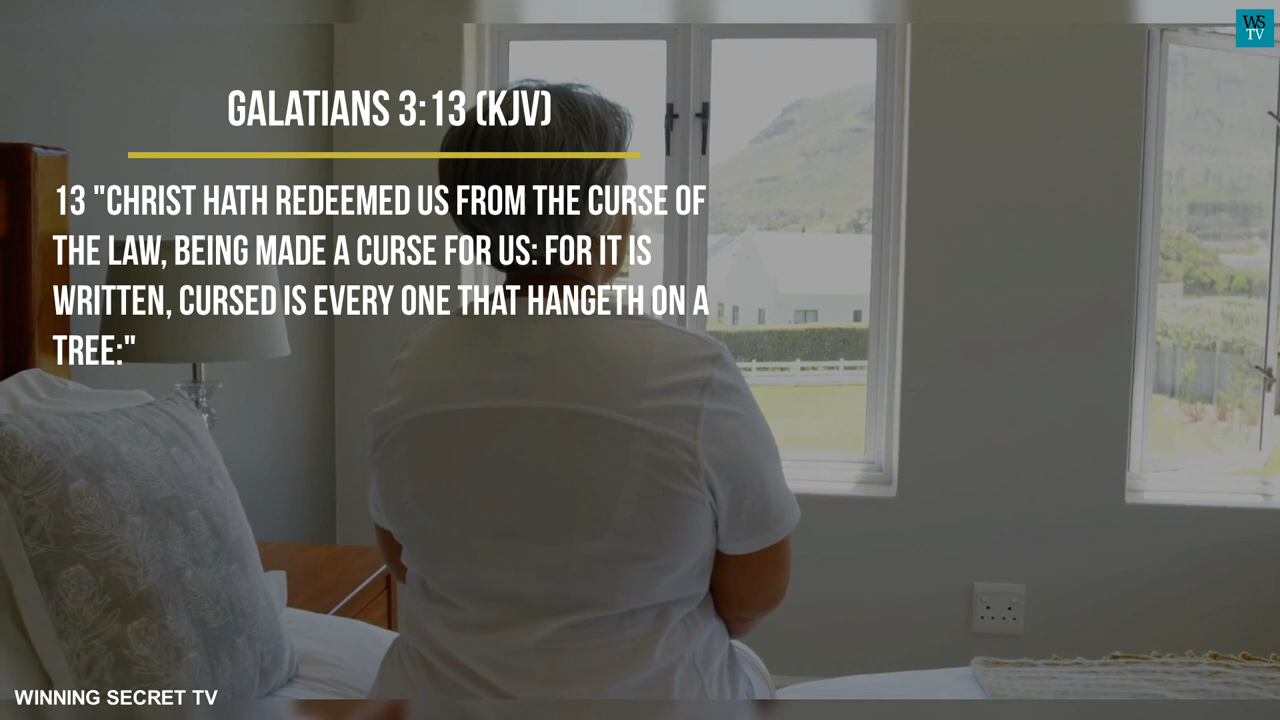 WS
TV
GALATIANS 3:13 (KJV)
13 "CHRIST HATH REDEEMED US FROM THE CURSE OF
THE LAW, BEING MADE A CURSE FOR US: FOR IT IS
WRITTEN, CURSED IS EVERY ONE THAT HANGETH ON A
TREE:"
WINNING SECRET TV